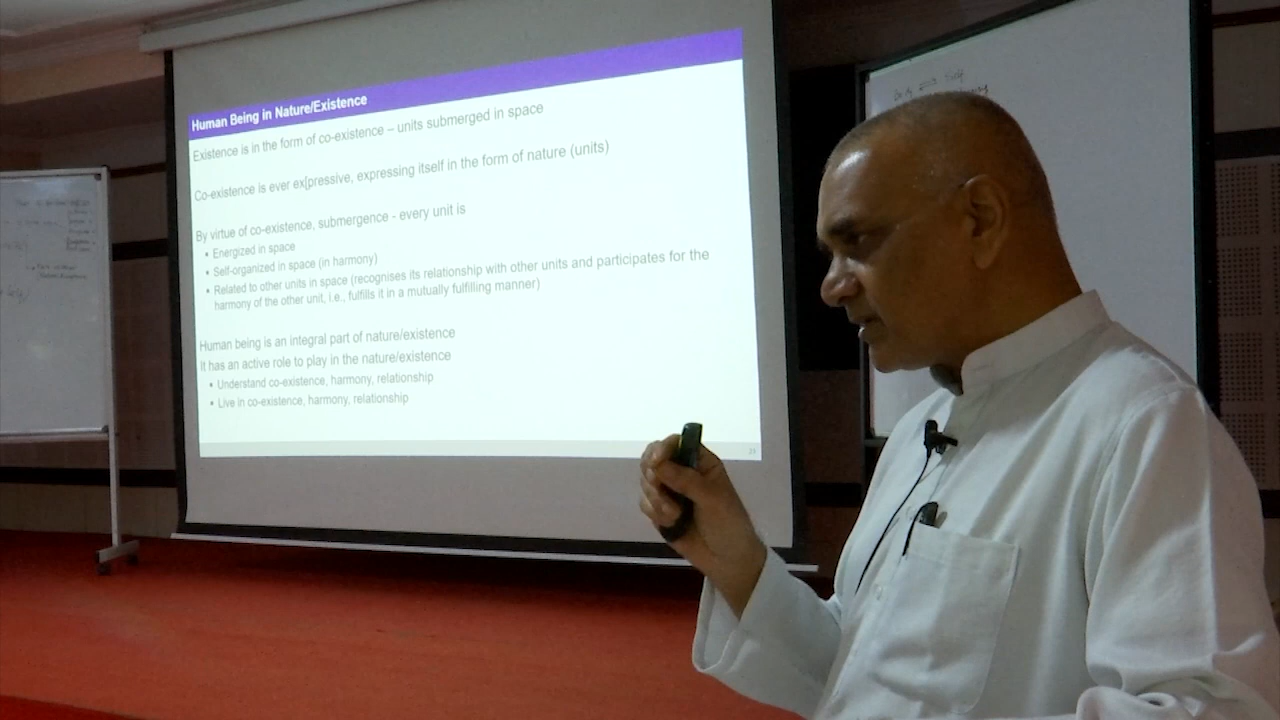 Human Being in Nature/Existence
Existence is in the form of co-existence – units submerged in space
Co-existence is ever ex[pressive, expressing itself in the form of nature (units)
By virtue of co-existence, submergence - every unit is
▪ Energized in space
▪ Self-organized in space (in harmony)
▪ Related to other units in space (recognises its relationship with other units and participates for the
harmony of the other unit, i.e., fulfills it in a mutually fulfilling manner)
Human being is an integral part of nature/existence
It has an active role to play in the nature/existence
▪ Understand co-existence, harmony, relationship
▪ Live in co-existence, harmony, relationship